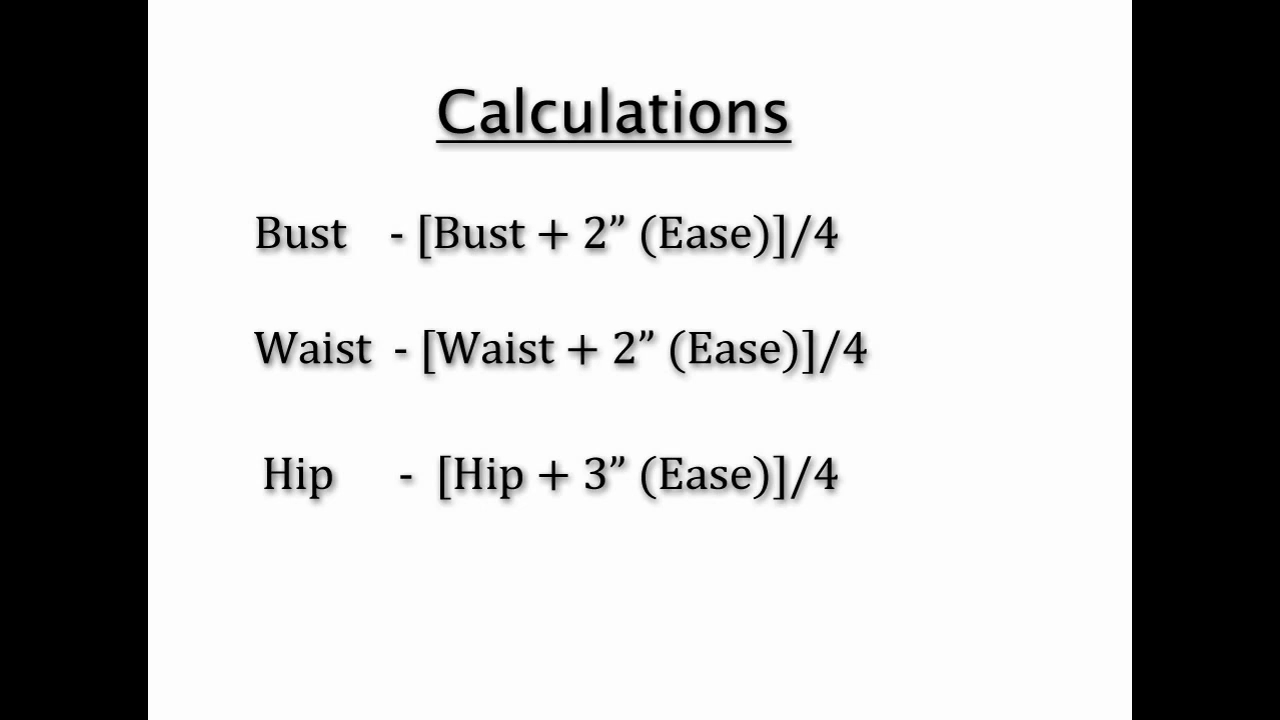 Calculations
Bust - [Bust + 2” (Ease)]/4
Waist - [Waist + 2” (Ease)]/4
Hip - [Hip + 3” (Ease)]/4